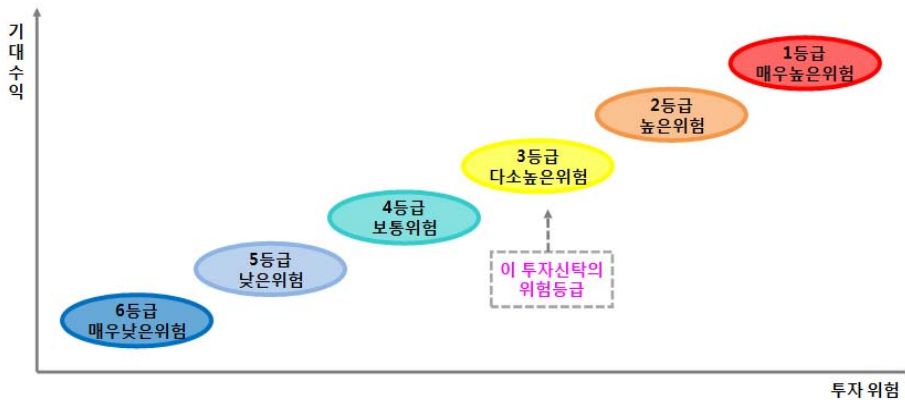 기대수익
1등급
매우높은위험
2등급
높은위험
3등급
다소높은위험
4등급
보통위험
이 투자신탁의
위험등급
5등급
낮은위험
6등급
매우낮은위험
투자 위험